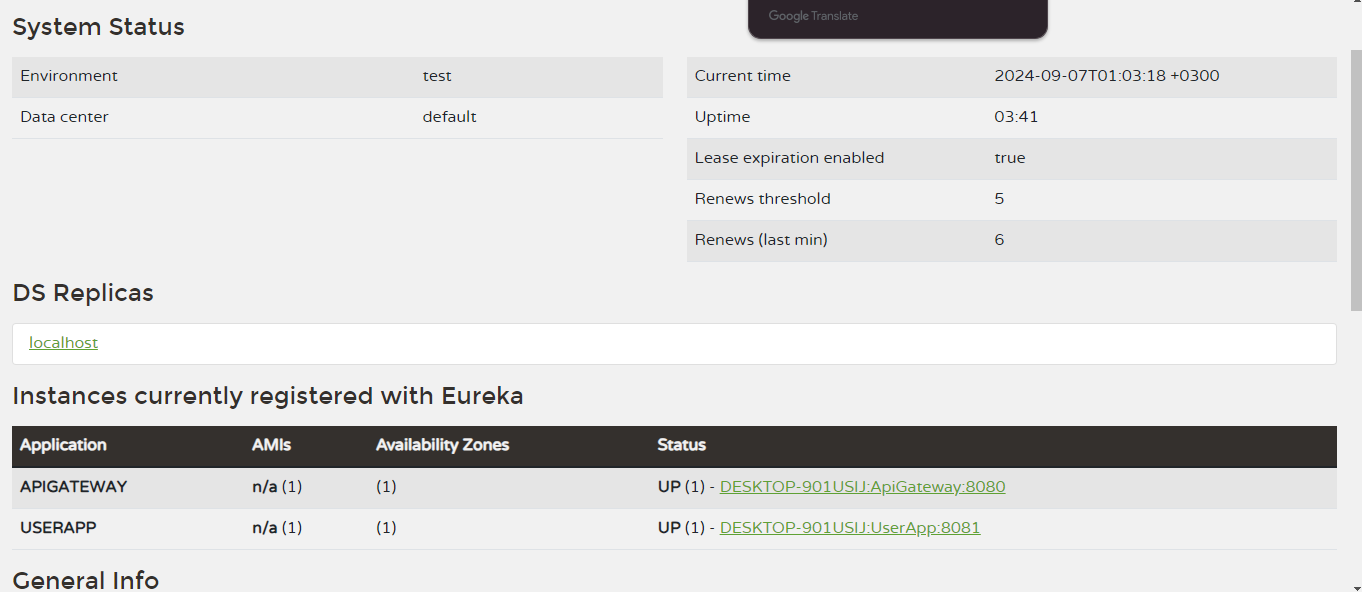 Google Translate
System Status
Environment test
Data center default
Current time 2024-09-07T01:03:18 +0300
Uptime 03:41
Lease expiration enabled true
Renews threshold 5
Renews (last min) 6
DS Replicas
localhost
Instances currently registered with Eureka
Application AMIs Availability Zones Status
APIGATEWAY n/a (1) (1) UP (1) - DESKTOP-901USIJ:ApiGateway:8080
USERAPP n/a (1) (1) UP (1) - DESKTOP-901USIJ:UserApp:8081
General Info